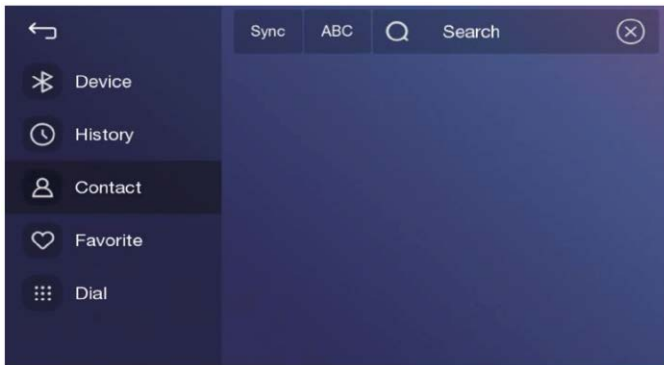 Sync ABC Search
Device
History
Contact
Favorite
Dial